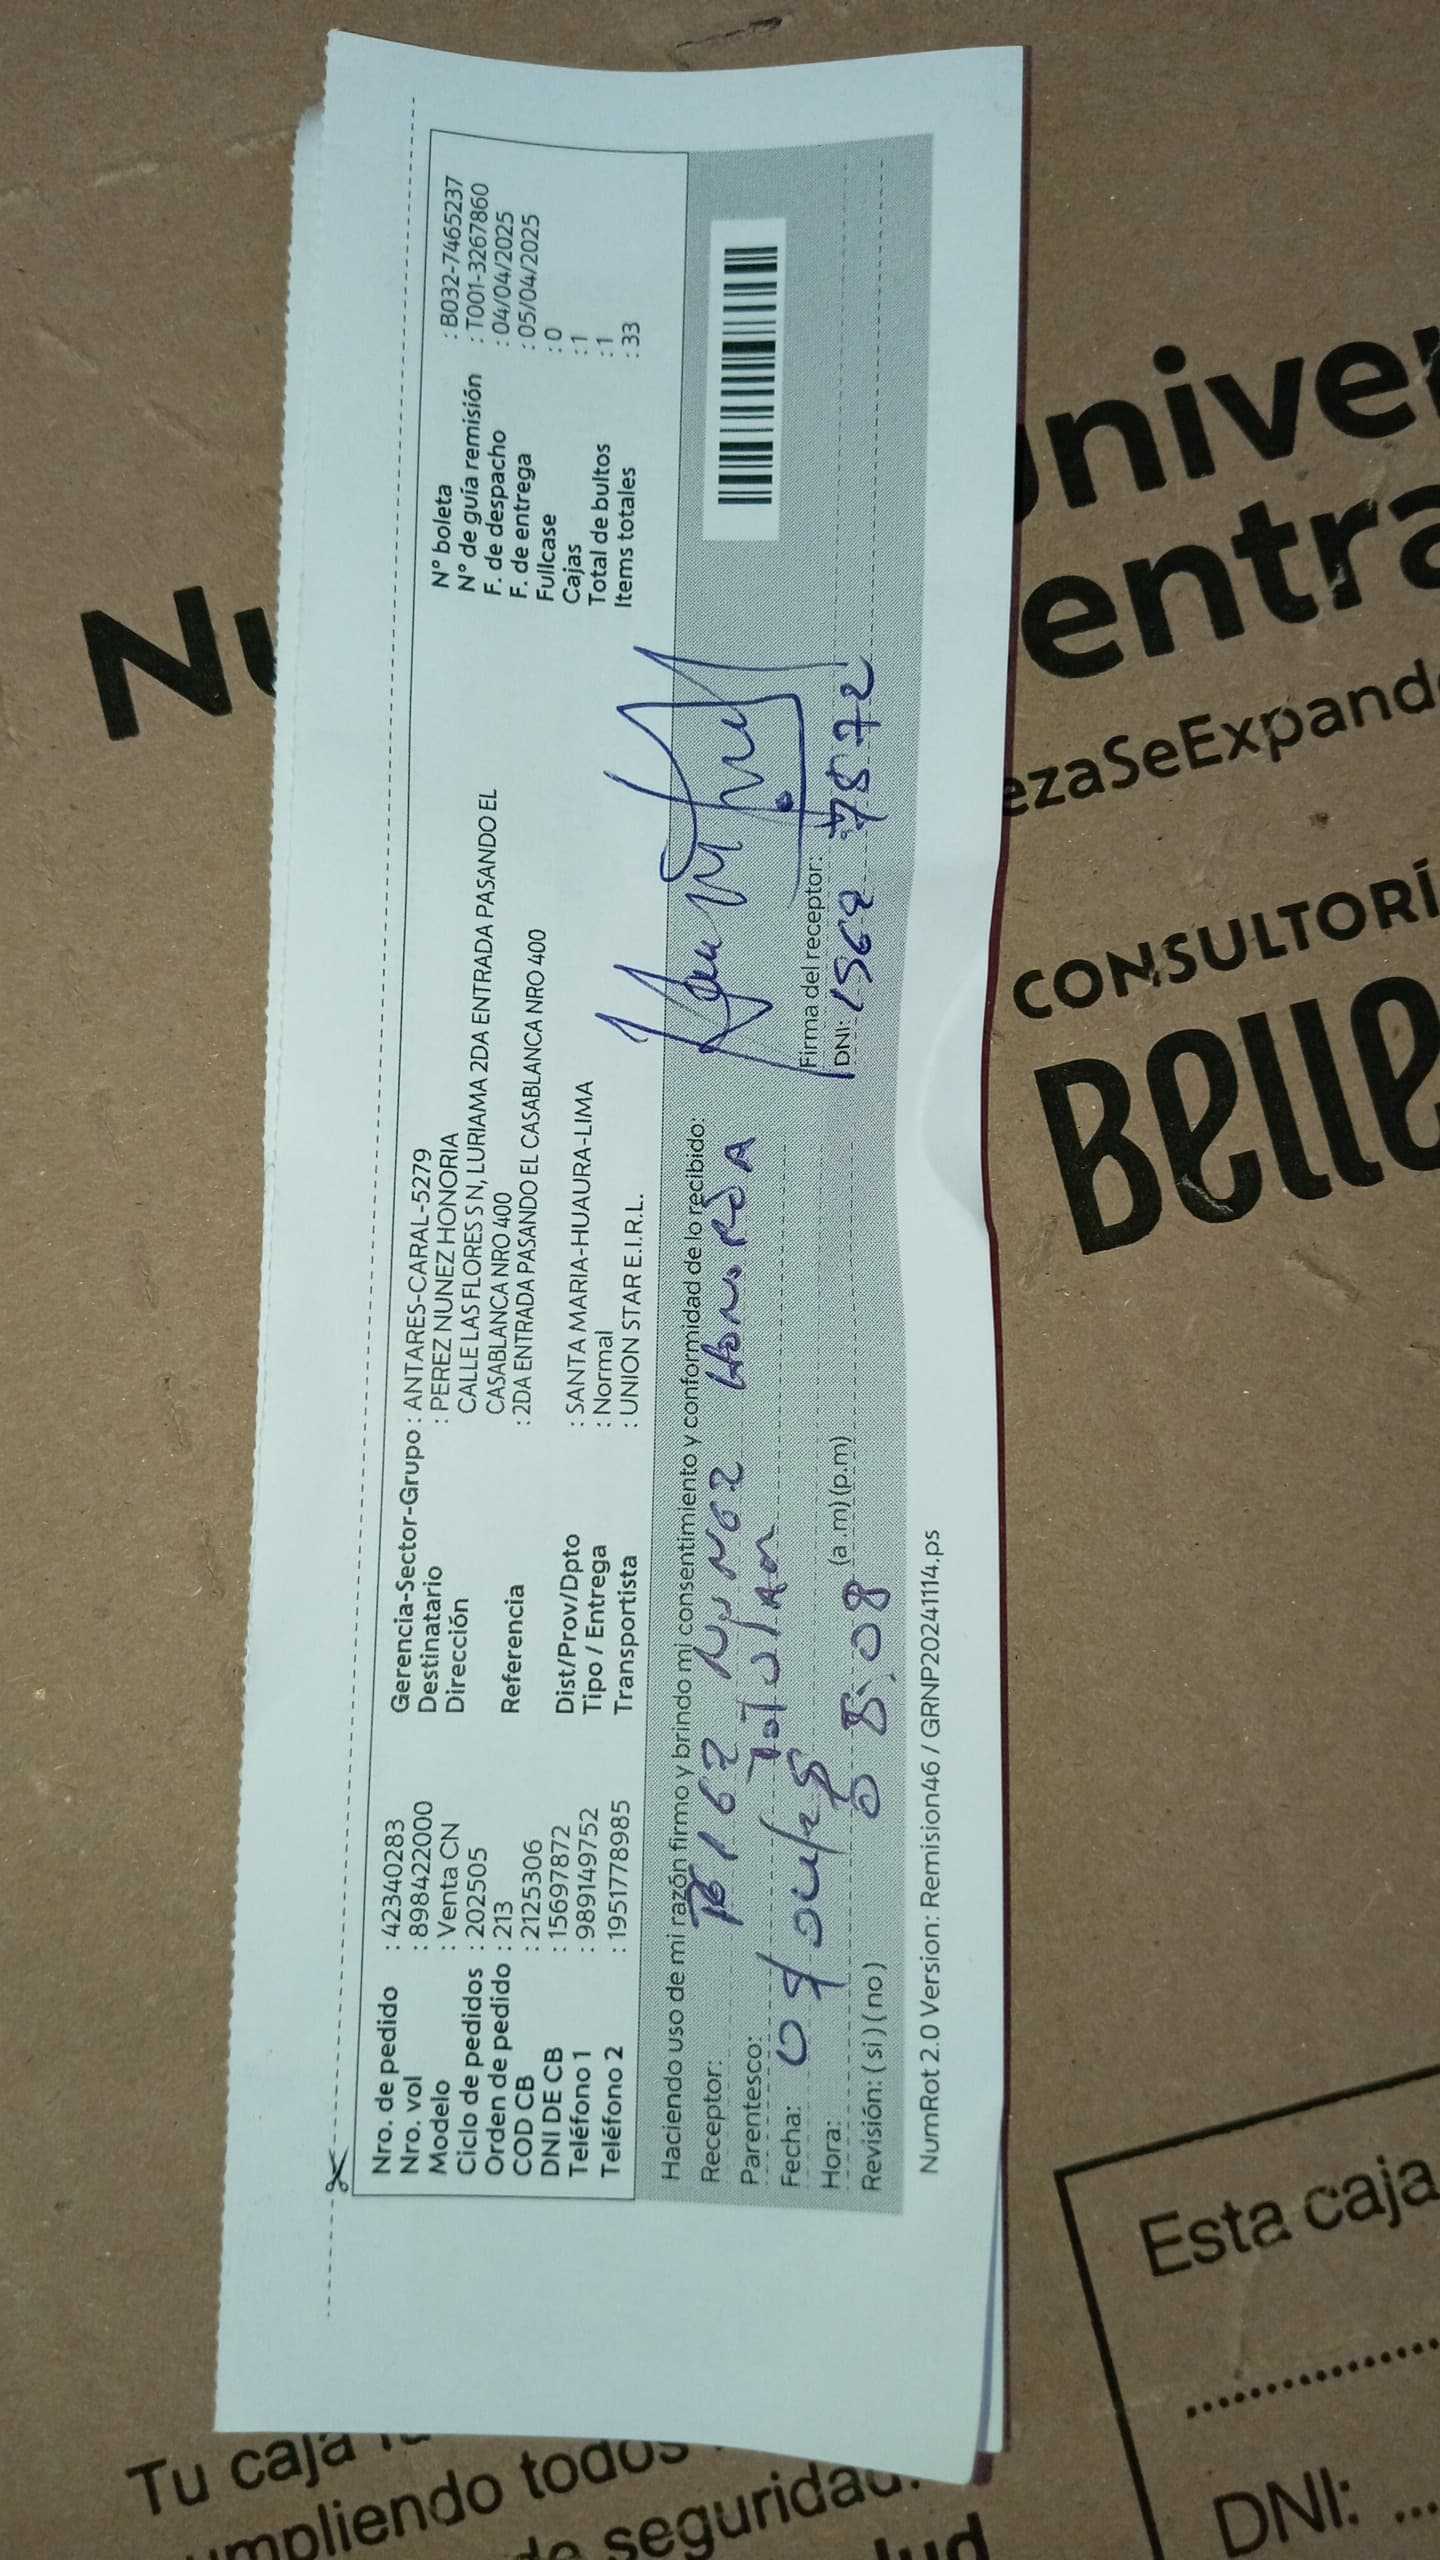 Nro. de pedido : 42340283
Nro. vol : 898422000
Modelo : Venta CN
Ciclo de pedidos : 202505
Orden de pedido : 213
COD CB : 2125306
DNI DE CB : 15697872
Teléfono 1 : 989149752
Teléfono 2 : 1951778985
Gerencia-Sector-Grupo : ANTARES-CARAL-5279
Destinatario : PEREZ NUNEZ HONORIA
Dirección CALLE LAS FLORES S N, LURIAMA 2DA ENTRADA PASANDO EL
CASABLANCA NRO 400
Referencia : 2DA ENTRADA PASANDO EL CASABLANCA NRO 400
Dist/Prov/Dpto : SANTA MARIA-HUAURA-LIMA
Tipo / Entrega : Normal
Transportista : UNION STAR E.I.R.L.
N° boleta : B032-7465237
N° de guía remisión : T001-3267860
F. de despacho : 04/04/2025
F. de entrega : 05/04/2025
Fullcase : 0
Cajas : 1
Total de bultos : 1
Items totales : 33
Haciendo uso de mi razón firmo y brindo mi consentimiento y conformidad de lo recibido:
Receptor:
Parentesco: Titular
Fecha:
Hora: (a.m) (p.m)
Revisión: ( si ) ( no )
Firma del receptor:
DNI:
NumRot 2.0 Version: Remision46 / GRNP20241114.ps
ezaSeExpand
CONSULTORÍ
Belle
Tu caja
mpliendo todos
de seguridad.
Esta caja
DNI: